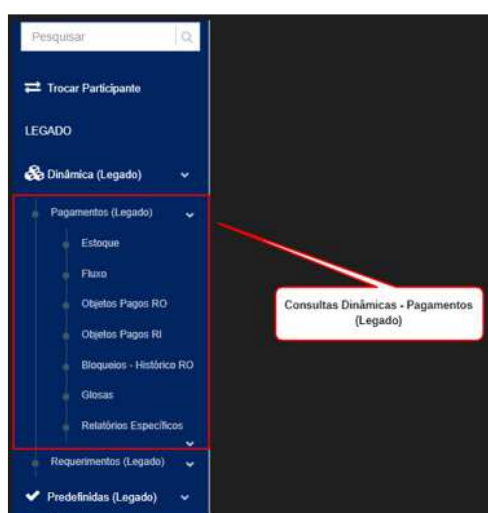 Pesquisar
Trocar Participante
LEGADO
Dinâmica (Legado)
Pagamentos (Legado)
Estoque
Fluxo
Objetos Pagos RO
Objetos Pagos RI
Bloqueios - Histórico RO
Glosas
Relatórios Específicos
Requerimentos (Legado)
Predefinidas (Legado)
Consultas Dinâmicas - Pagamentos
(Legado)